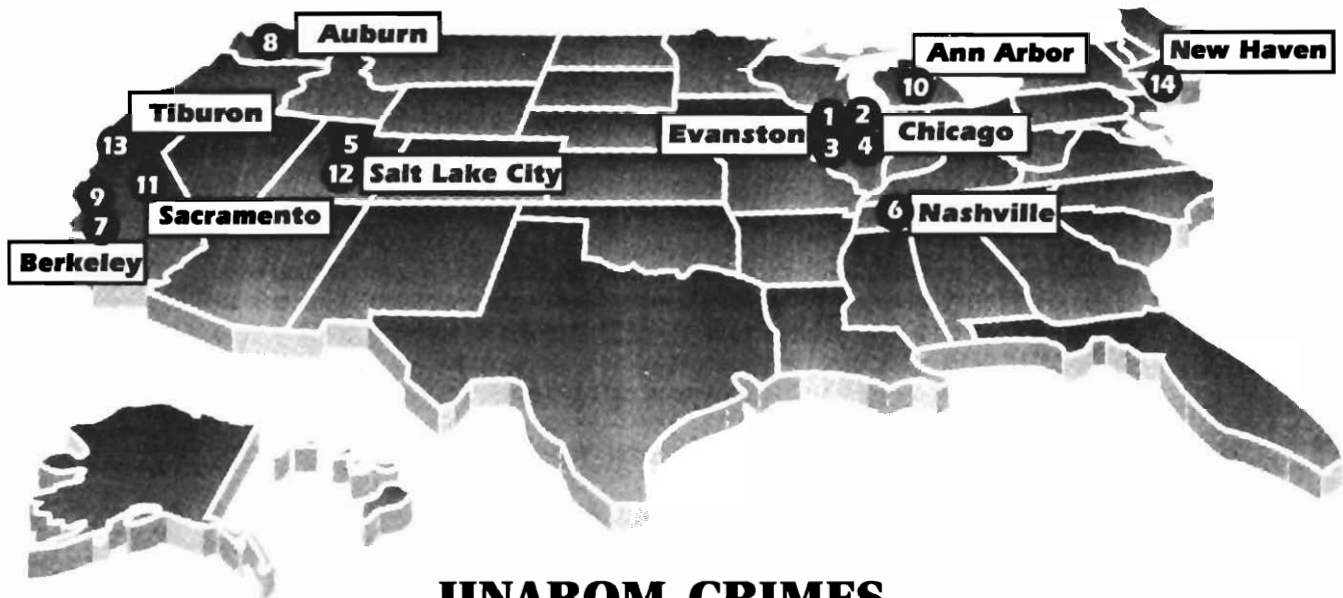 8 Auburn
Ann Arbor
10
New Haven
14
Tiburon
13
1 2
Evanston
Chicago
3 4
5
12 Salt Lake City
11
9
Sacramento
7
6 Nashville
Berkeley
CRIMES